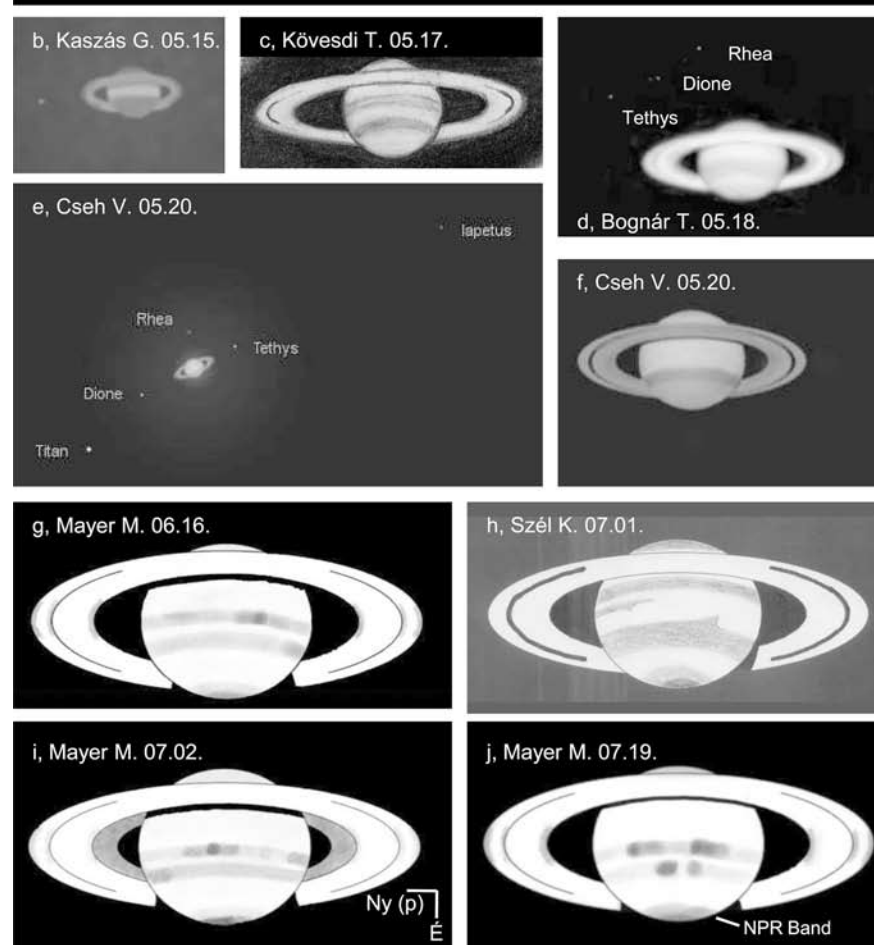 b, Kaszás G. 05.15.
c, Kövesdi T. 05.17.
Rhea
Dione
Tethys
d, Bognár T. 05.18.
e, Cseh V. 05.20.
Iapetus
Rhea
Tethys
Dione
Titan
f, Cseh V. 05.20.
g, Mayer M. 06.16.
h, Szél K. 07.01.
i, Mayer M. 07.02.
Ny (p)
É
j, Mayer M. 07.19.
NPR Band